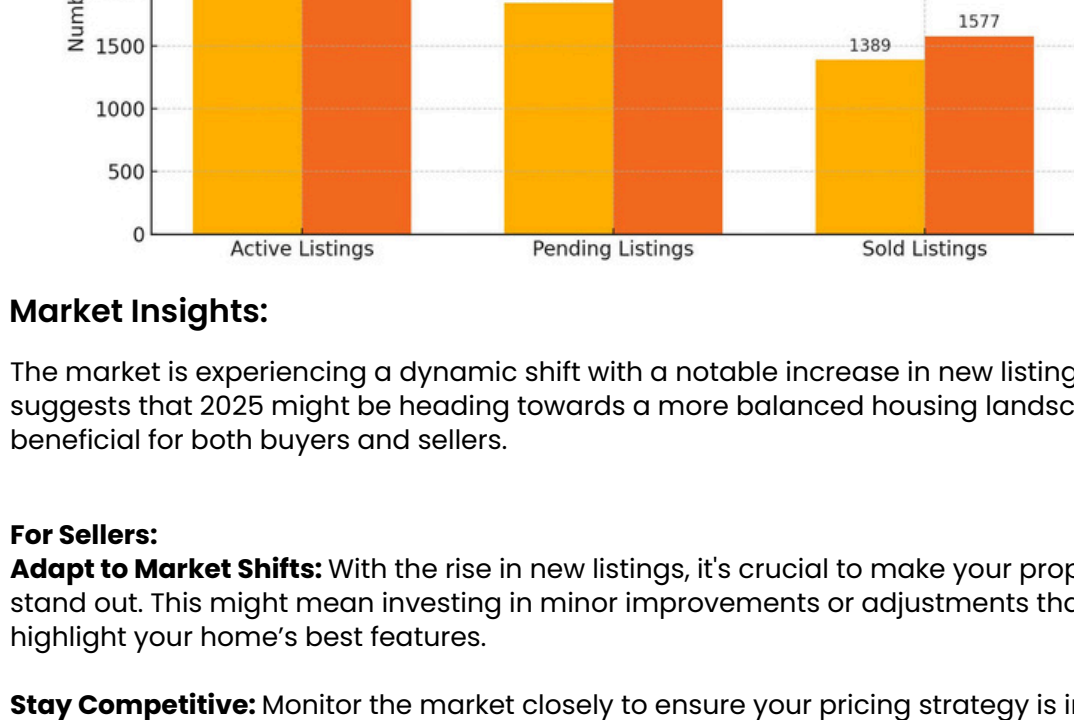 1577
1389
1500
1000
500
0
Active Listings Pending Listings Sold Listings
Market Insights:
The market is experiencing a dynamic shift with a notable increase in new listing
suggests that 2025 might be heading towards a more balanced housing
beneficial for both buyers and sellers.
For Sellers:
Adapt to Market Shifts: With the rise in new listings, it's crucial to make your
stand out. This might mean investing in minor improvements or adjustments
highlight your home’s best features.
Stay Competitive: Monitor the market closely to ensure your pricing strategy is